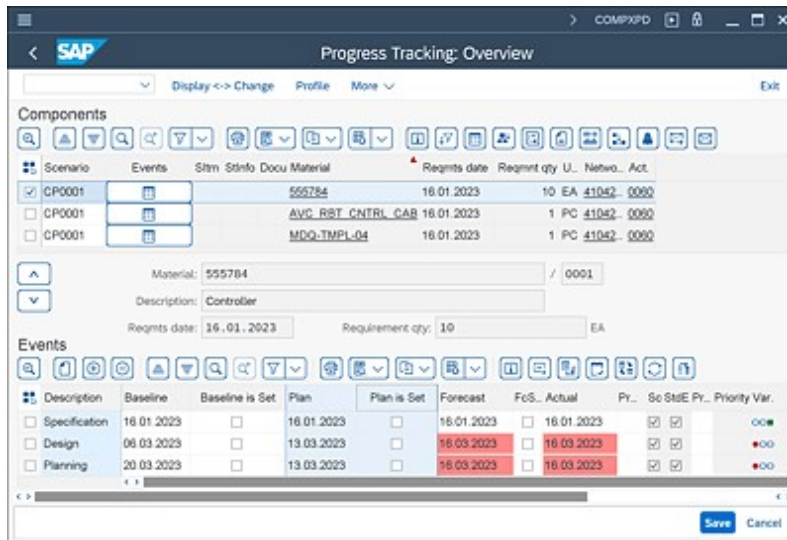 COMPXPD
SAP
Progress Tracking: Overview
Display <-> Change Profile More Exit
Components
Scenario Events Sltm StInfo Docu Material Reqmts date Reqmnt qty U.. Netwo... Act.
CP0001 555784 16.01.2023 10 EA 41042.. 0060
CP0001 AVC_RBT_CNTRL_CAB 16.01.2023 1 PC 41042.. 0060
CP0001 MDQ-TMPL-04 16.01.2023 1 PC 41042.. 0060
Material: 555784 / 0001
Description: Controller
Reqmts date: 16.01.2023 Requirement qty: 10 EA
Events
Description Baseline Baseline is Set Plan Plan is Set Forecast FcS... Actual Pr... Sc StdE Pr... Priority Var.
Specification 16.01.2023 16.01.2023 16.01.2023 16.01.2023
Design 06.03.2023 13.03.2023 16.03.2023 16.03.2023
Planning 20.03.2023 13.03.2023 16.03.2023 16.03.2023
Save Cancel